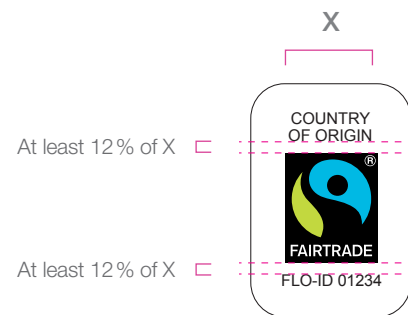 X
COUNTRY
OF ORIGIN
At least 12% of X
®
FAIRTRADE
At least 12% of X
FLO-ID 01234